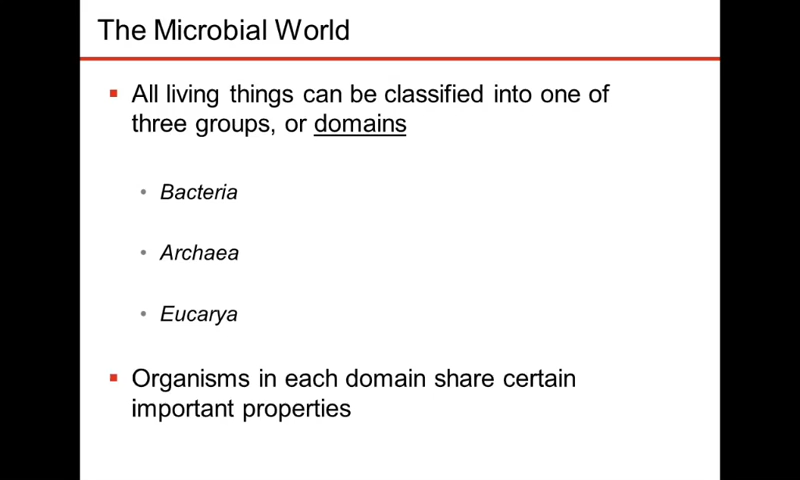 The Microbial World
All living things can be classified into one of
three groups, or domains
Bacteria
Archaea
Eucarya
Organisms in each domain share certain
important properties